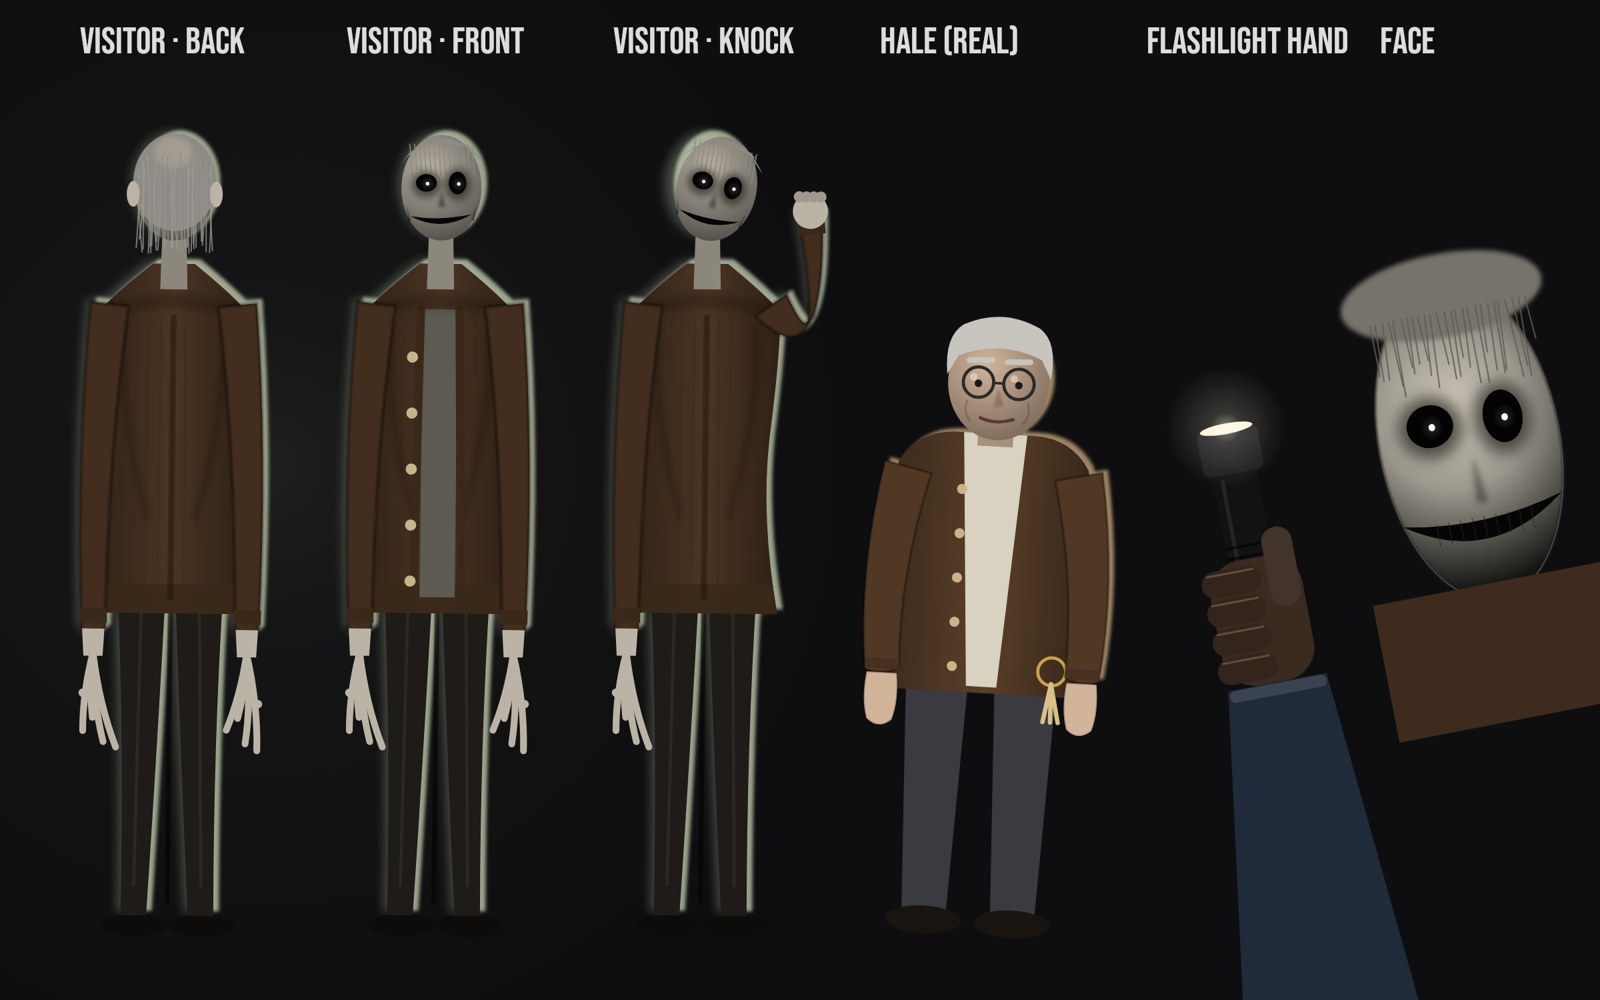 VISITOR · BACK
VISITOR · FRONT
VISITOR · KNOCK
HALE (REAL)
FLASHLIGHT HAND
FACE